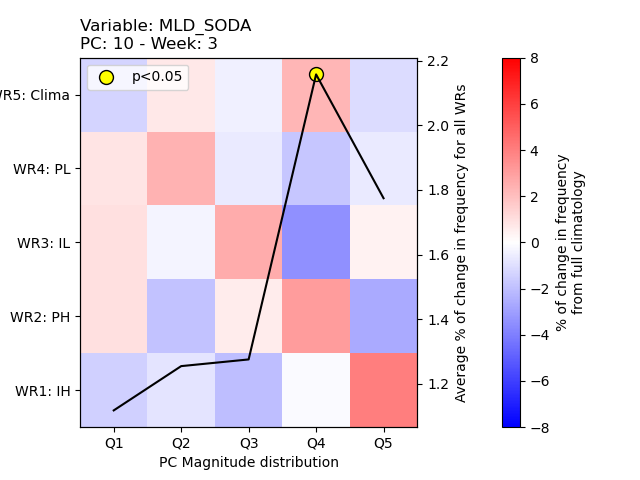 Variable: MLD_SODA
PC: 10 - Week: 3
p<0.05
WR5: Clima
WR4: PL
WR3: IL
WR2: PH
WR1: IH
Q1 Q2 Q3 Q4 Q5
PC Magnitude distribution
2.2
2.0
1.8
1.6
1.4
1.2
Average % of change in frequency for all WRs
8
6
4
2
0
−2
−4
−6
−8
% of change in frequency
from full climatology